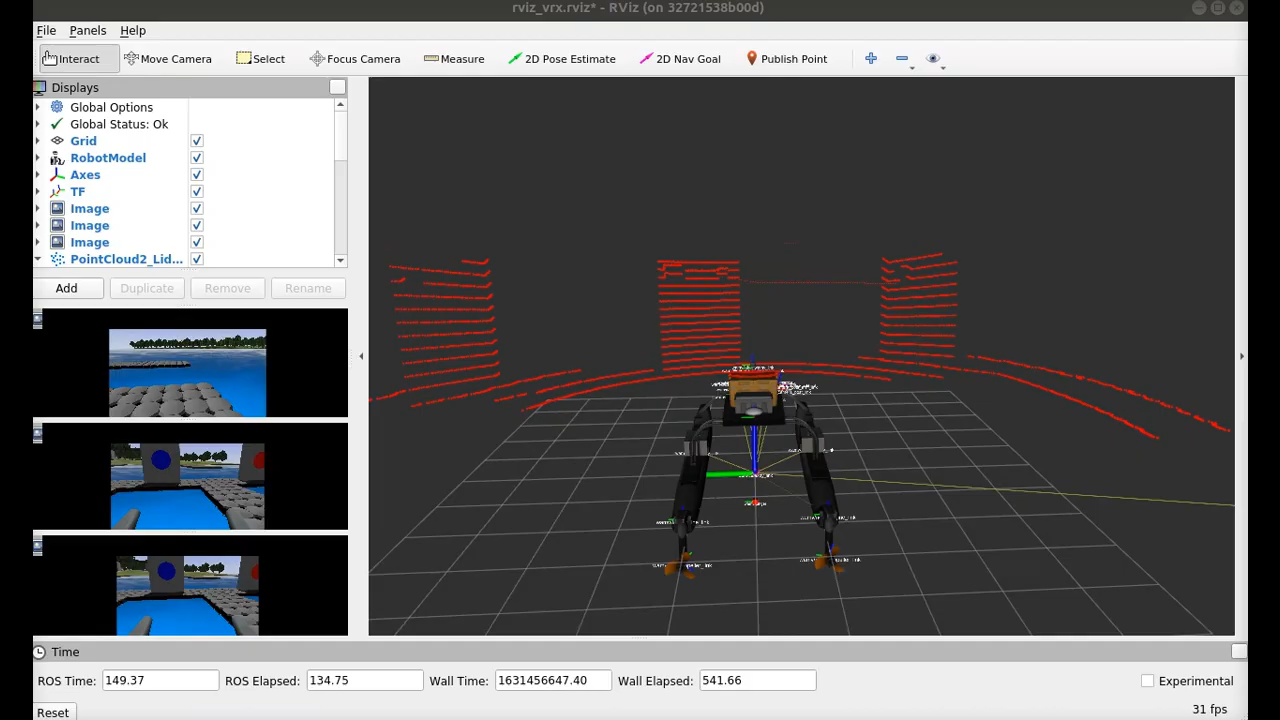 rviz_vrx.rviz* - RViz (on 32721538b00d)
File Panels Help
Interact Move Camera Select Focus Camera Measure 2D Pose Estimate 2D Nav Goal Publish Point
Displays
Global Options
Global Status: Ok
Grid
RobotModel
Axes
TF
Image
Image
Image
PointCloud2_Lid...
Add Duplicate Remove Rename
Time
ROS Time: 149.37 ROS Elapsed: 134.75 Wall Time: 1631456647.40 Wall Elapsed: 541.66 Experimental
Reset 31 fps